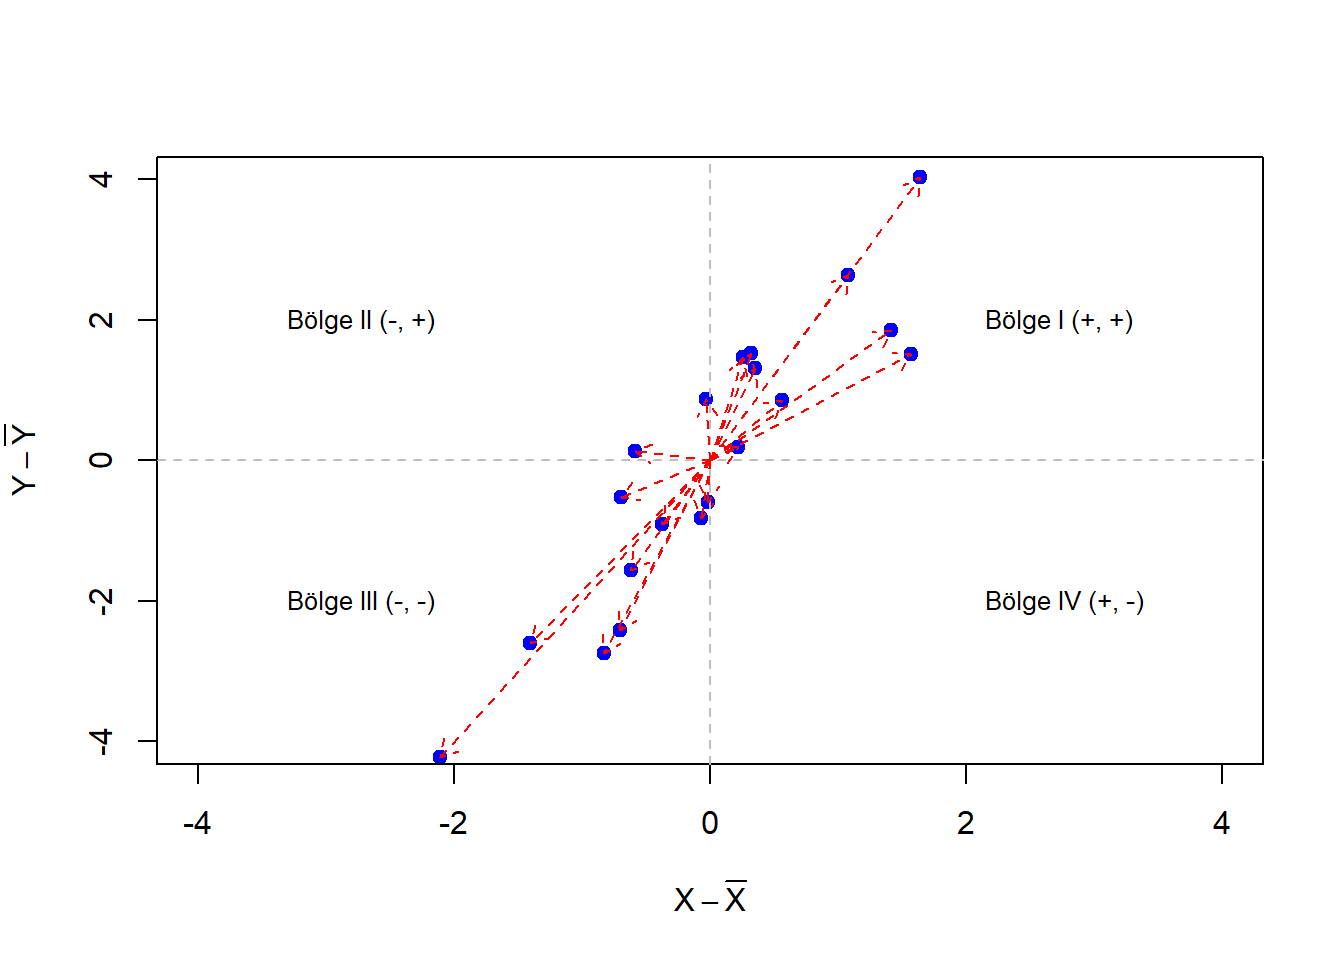 4
2
0
-2
-4
Y – Y̅
Bölge II (-, +)
Bölge I (+, +)
Bölge III (-, -)
Bölge IV (+, -)
-4
-2
0
2
4
X – X̅